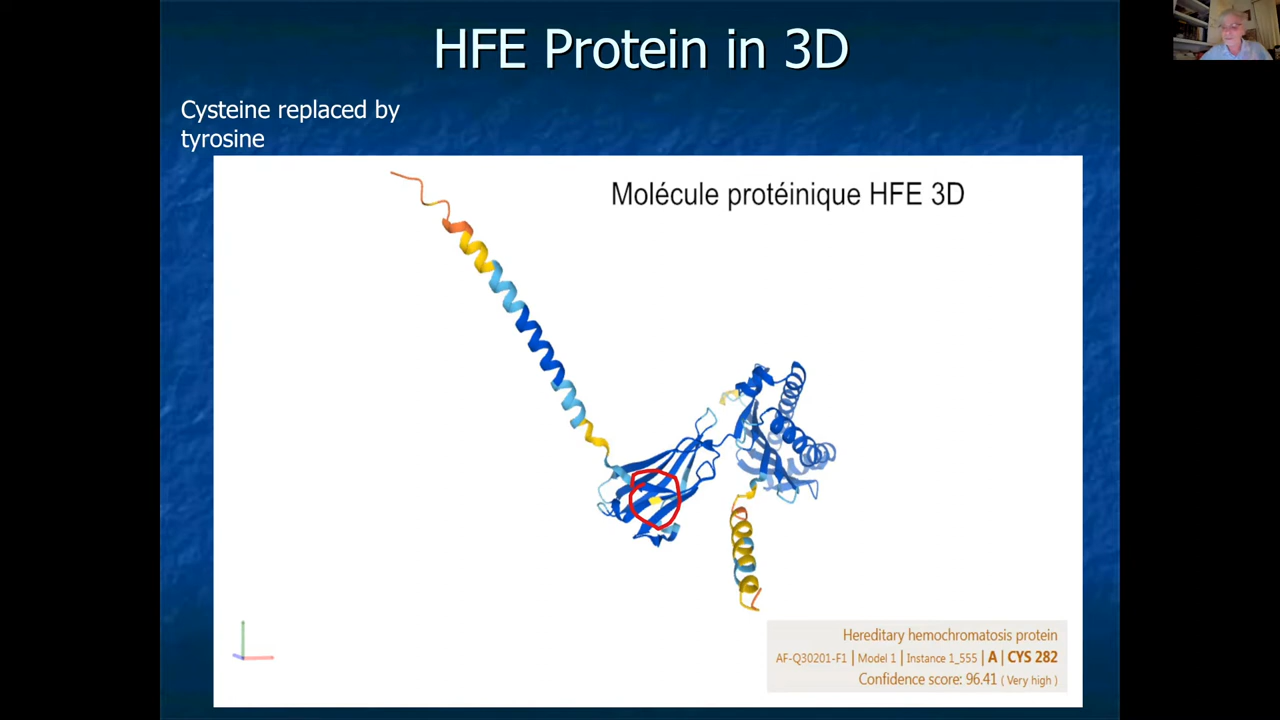 HFE Protein in 3D
Cysteine replaced by
tyrosine
Molécule protéinique HFE 3D
Hereditary hemochromatosis protein
AF-Q30201-F1 | Model 1 | Instance 1_555 | A | CYS 282
Confidence score: 96.41 ( Very high )